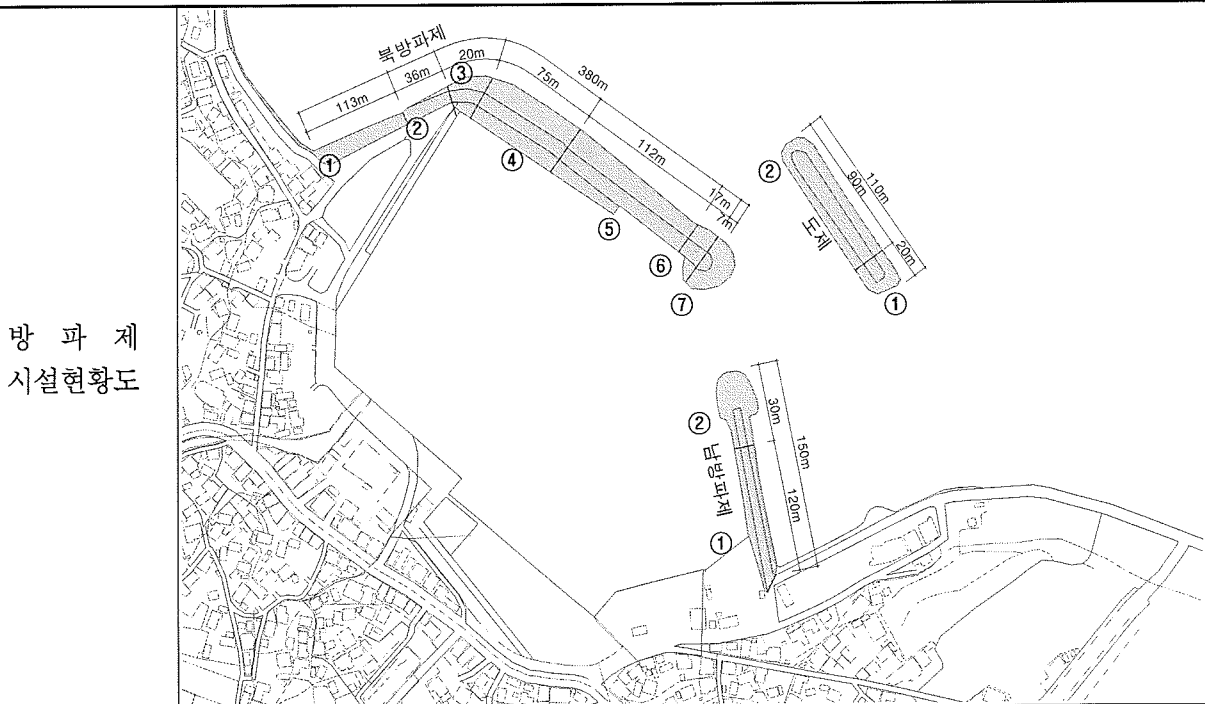 방 파 제
시설현황도
북방파제
113m
36m
20m
75m
380m
112m
17m
7m
①
②
③
④
⑤
⑥
⑦
도제
110m
90m
20m
②
①
남방파제
30m
150m
120m
②
①